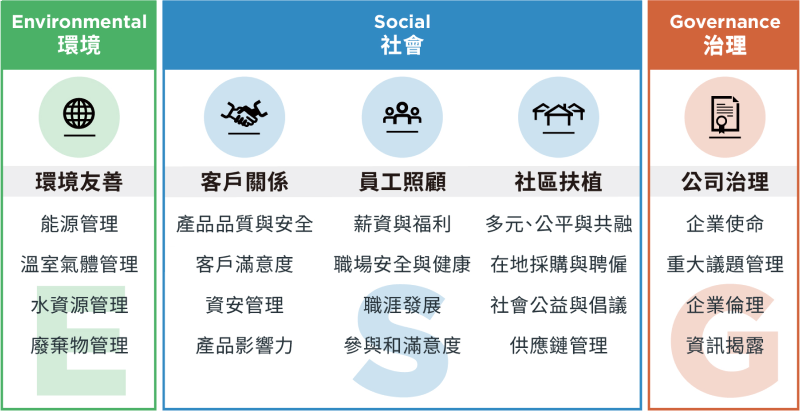 Environmental
環境
環境友善
能源管理
溫室氣體管理
水資源管理
廢棄物管理
E
Social
社會
客戶關係
產品品質與安全
客戶滿意度
資安管理
產品影響力
員工照顧
薪資與福利
職場安全與健康
職涯發展
參與和滿意度
S
社區扶植
多元、公平與共融
在地採購與聘僱
社會公益與倡議
供應鏈管理
Governance
治理
公司治理
企業使命
重大議題管理
企業倫理
資訊揭露
G